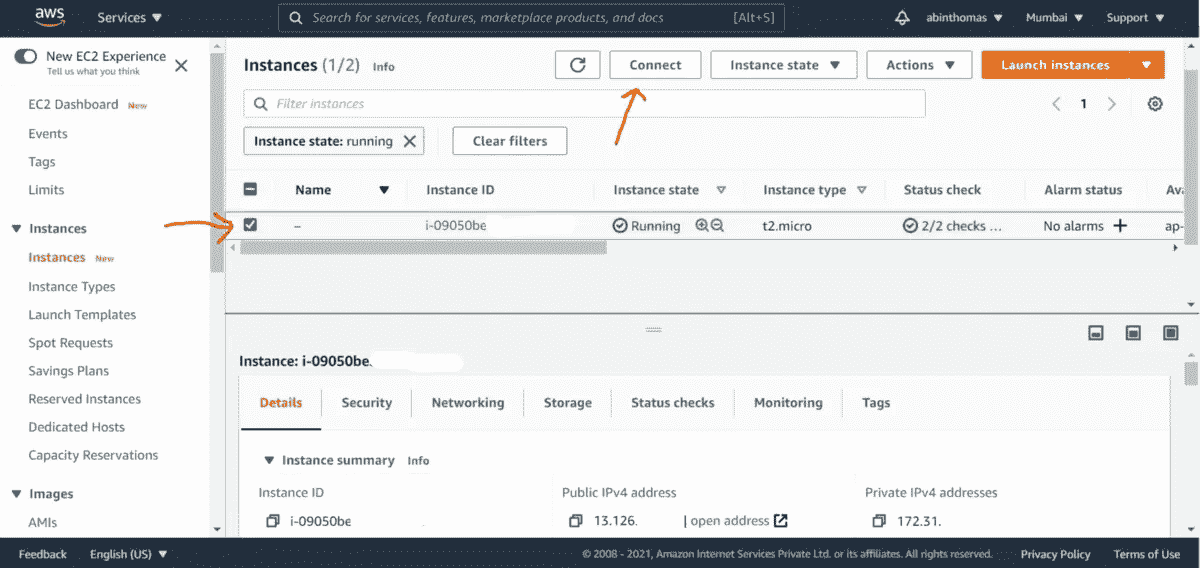 aws Services ▼ Search for services, features, marketplace products, and docs [Alt+S] abinthomas ▼ Mumbai ▼ Support ▼
New EC2 Experience
Tell us what you think
EC2 Dashboard New
Events
Tags
Limits
▼ Instances
Instances New
Instance Types
Launch Templates
Spot Requests
Savings Plans
Reserved Instances
Dedicated Hosts
Capacity Reservations
▼ Images
AMIs
Instances (1/2) Info Connect Instance state ▼ Actions ▼ Launch instances ▼
Filter instances 1
Instance state: running Clear filters
Name Instance ID Instance state Instance type Status check Alarm status
– i-09050be Running t2.micro 2/2 checks ... No alarms + ap-
Instance: i-09050be
Details Security Networking Storage Status checks Monitoring Tags
▼ Instance summary Info
Instance ID Public IPv4 address Private IPv4 addresses
i-09050be 13.126. | open address 172.31.
Feedback English (US) ▼ © 2008 - 2021, Amazon Internet Services Private Ltd. or its affiliates. All rights reserved. Privacy Policy Terms of Use